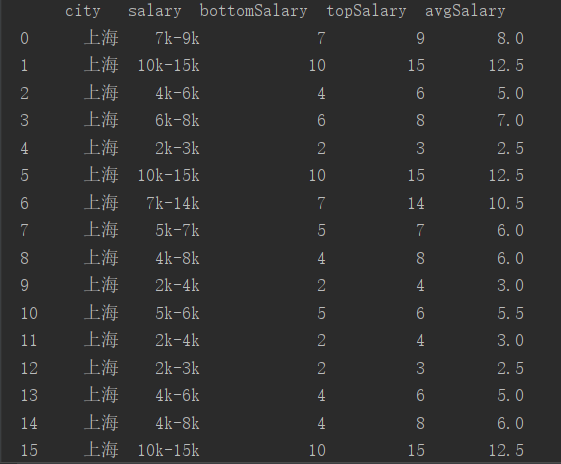 city salary bottomSalary topSalary avgSalary
0 上海 7k-9k 7 9 8.0
1 上海 10k-15k 10 15 12.5
2 上海 4k-6k 4 6 5.0
3 上海 6k-8k 6 8 7.0
4 上海 2k-3k 2 3 2.5
5 上海 10k-15k 10 15 12.5
6 上海 7k-14k 7 14 10.5
7 上海 5k-7k 5 7 6.0
8 上海 4k-8k 4 8 6.0
9 上海 2k-4k 2 4 3.0
10 上海 5k-6k 5 6 5.5
11 上海 2k-4k 2 4 3.0
12 上海 2k-3k 2 3 2.5
13 上海 4k-6k 4 6 5.0
14 上海 4k-8k 4 8 6.0
15 上海 10k-15k 10 15 12.5